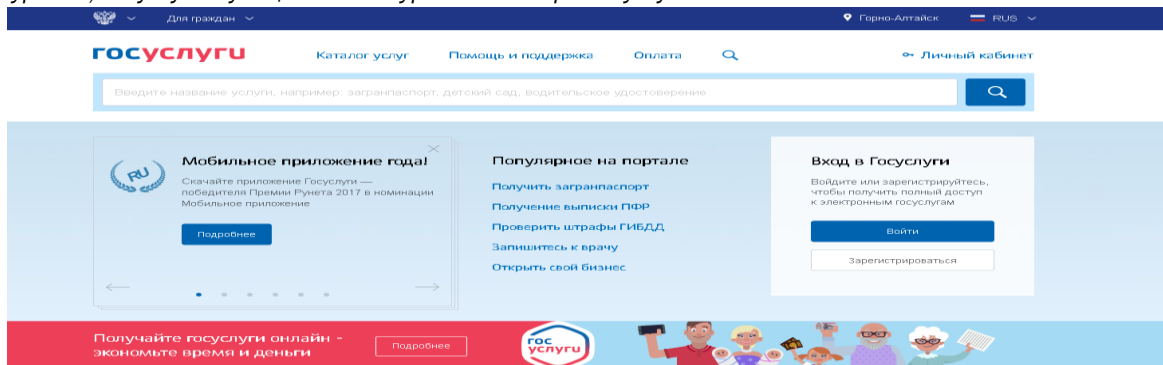 Для граждан
Горно-Алтайск
RUS
госуслуги
Каталог услуг
Помощь и поддержка
Оплата
Личный кабинет
Введите название услуги, например: загранпаспорт, детский сад, водительское удостоверение
Мобильное приложение года!
RU
Скачайте приложение Госуслуги —
победителя Премии Рунета 2017 в номинации
Мобильное приложение
Подробнее
Популярное на портале
Получить загранпаспорт
Получение выписки ПФР
Проверить штрафы ГИБДД
Запишитесь к врачу
Открыть свой бизнес
Вход в Госуслуги
Войдите или зарегистрируйтесь,
чтобы получить полный доступ
к электронным госуслугам
Войти
Зарегистрироваться
Получайте госуслуги онлайн -
экономьте время и деньги
Подробнее
гос
услуги